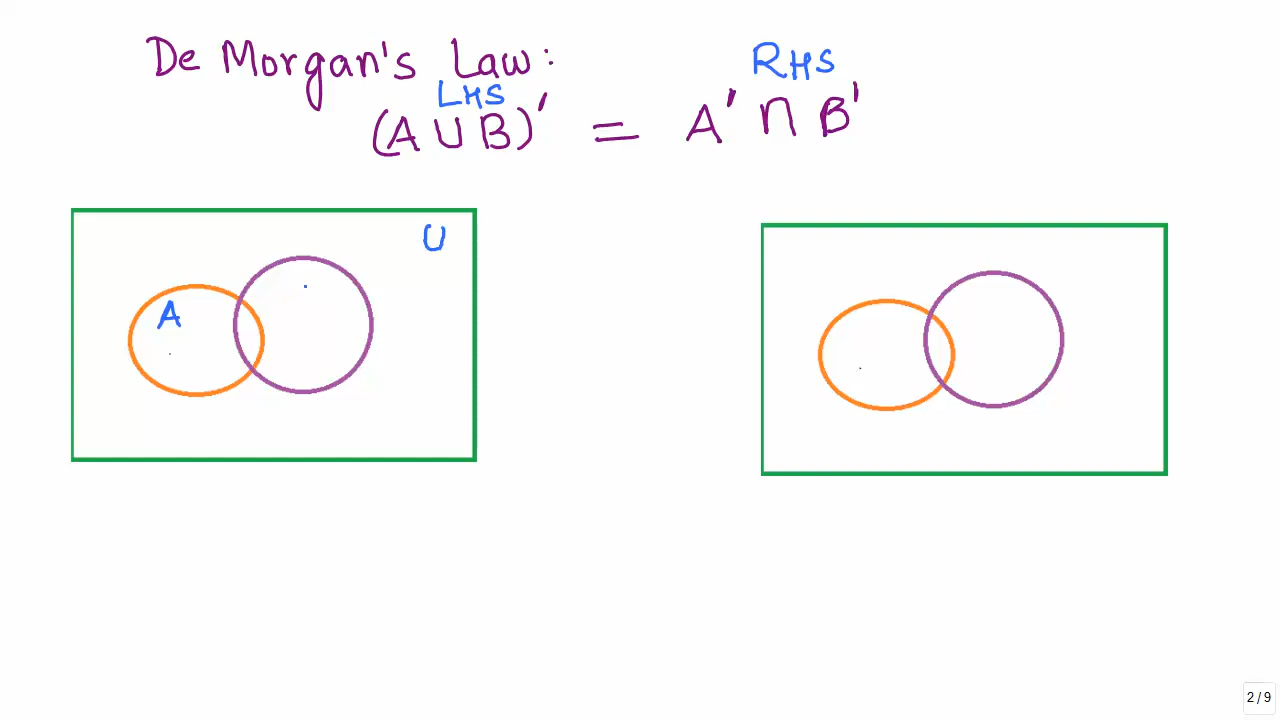 De Morgan's Law:
LHS RHS
(A ∪ B)' = A' ∩ B'
U
A
2 / 9